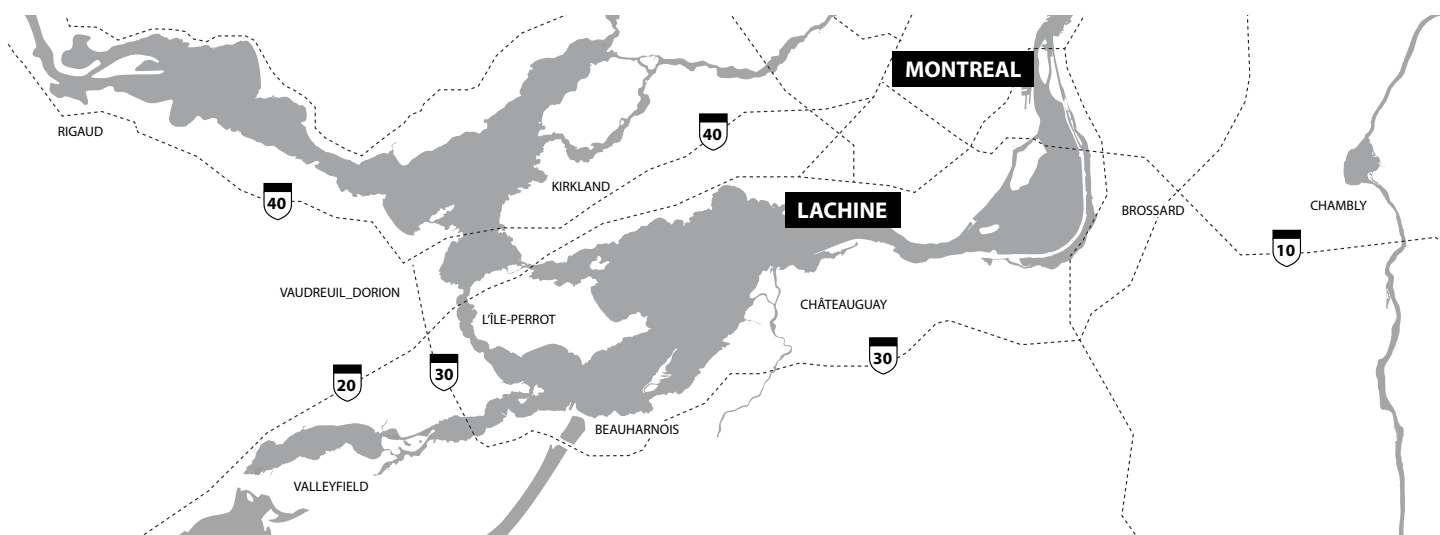 MONTREAL
RIGAUD
40
KIRKLAND
40
LACHINE
BROSSARD
CHAMBLY
10
VAUDREUIL_DORION
CHÂTEAUGUAY
L'ÎLE-PERROT
30
20
30
BEAUHARNOIS
VALLEYFIELD